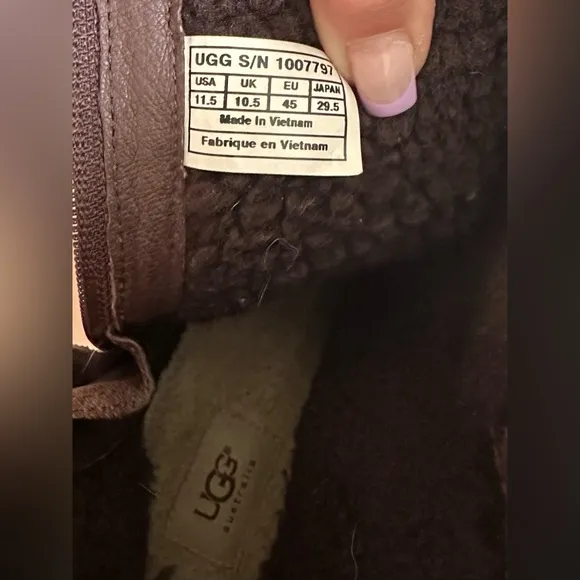 UGG S/N 1007797
USA UK EU JAPAN
11.5 10.5 45 29.5
Made in Vietnam
Fabrique en Vietnam
UGG®
australia